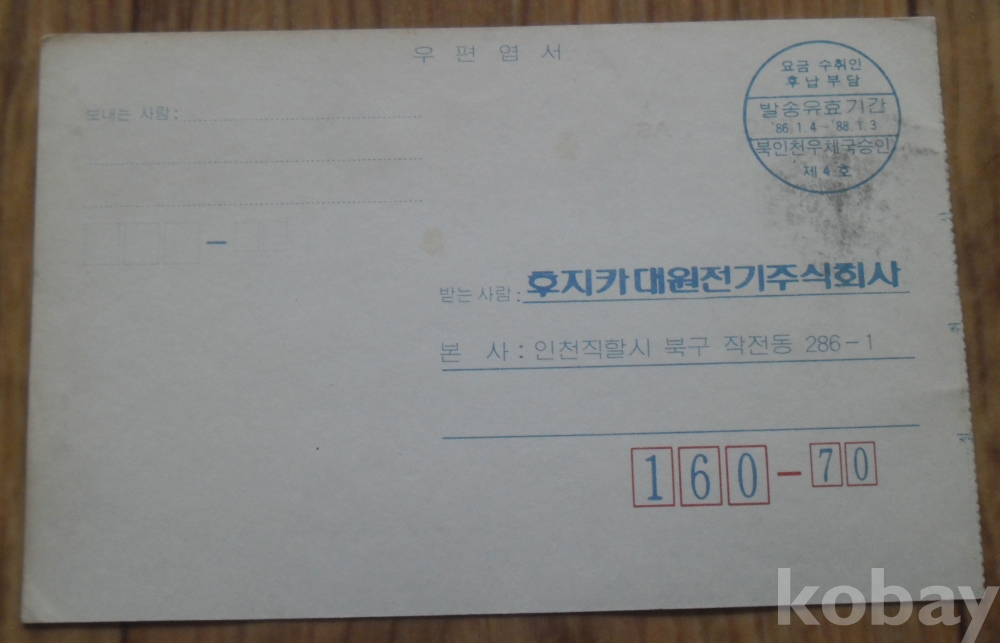 우편엽서
보내는 사람:
요금 수취인
후납부담
발송유효기간
'86.1.4~'88.1.3
북인천우체국승인
제 4 호
받는 사람: 후지카대원전기주식회사
본 사: 인천직할시 북구 작전동 286-1
160-70
kobay